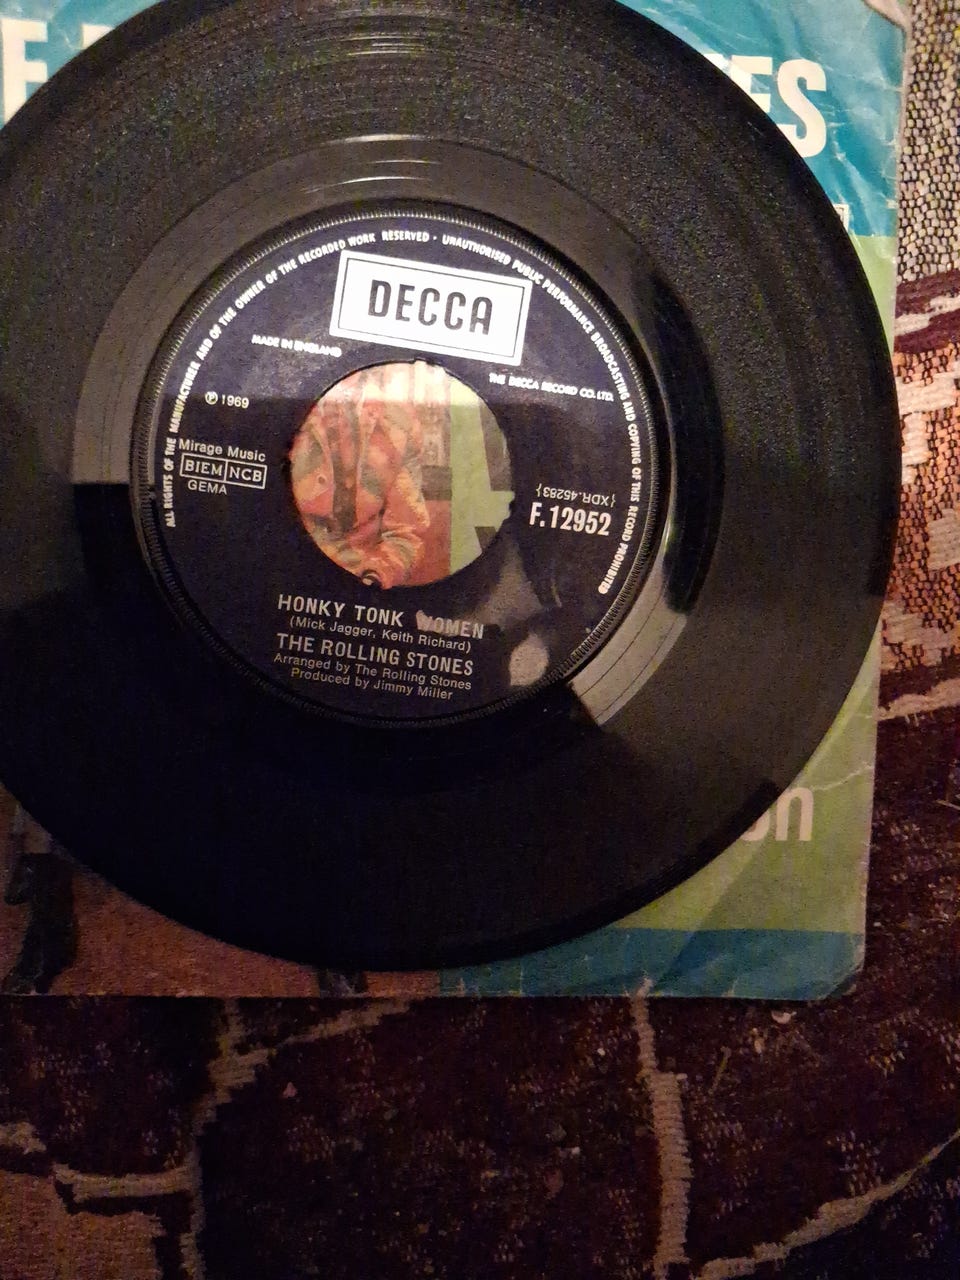 ES
ALL RIGHTS OF THE MANUFACTURER AND OF THE OWNER OF THE RECORDED WORK RESERVED · UNAUTHORISED PUBLIC PERFORMANCE BROADCASTING AND COPYING OF THIS RECORD PROHIBITED
DECCA
MADE IN ENGLAND
THE DECCA RECORD CO. LTD.
℗ 1969
Mirage Music
BIEM NCB
GEMA
{XDR.45283}
F.12952
HONKY TONK WOMEN
(Mick Jagger, Keith Richard)
THE ROLLING STONES
Arranged by The Rolling Stones
Produced by Jimmy Miller
on